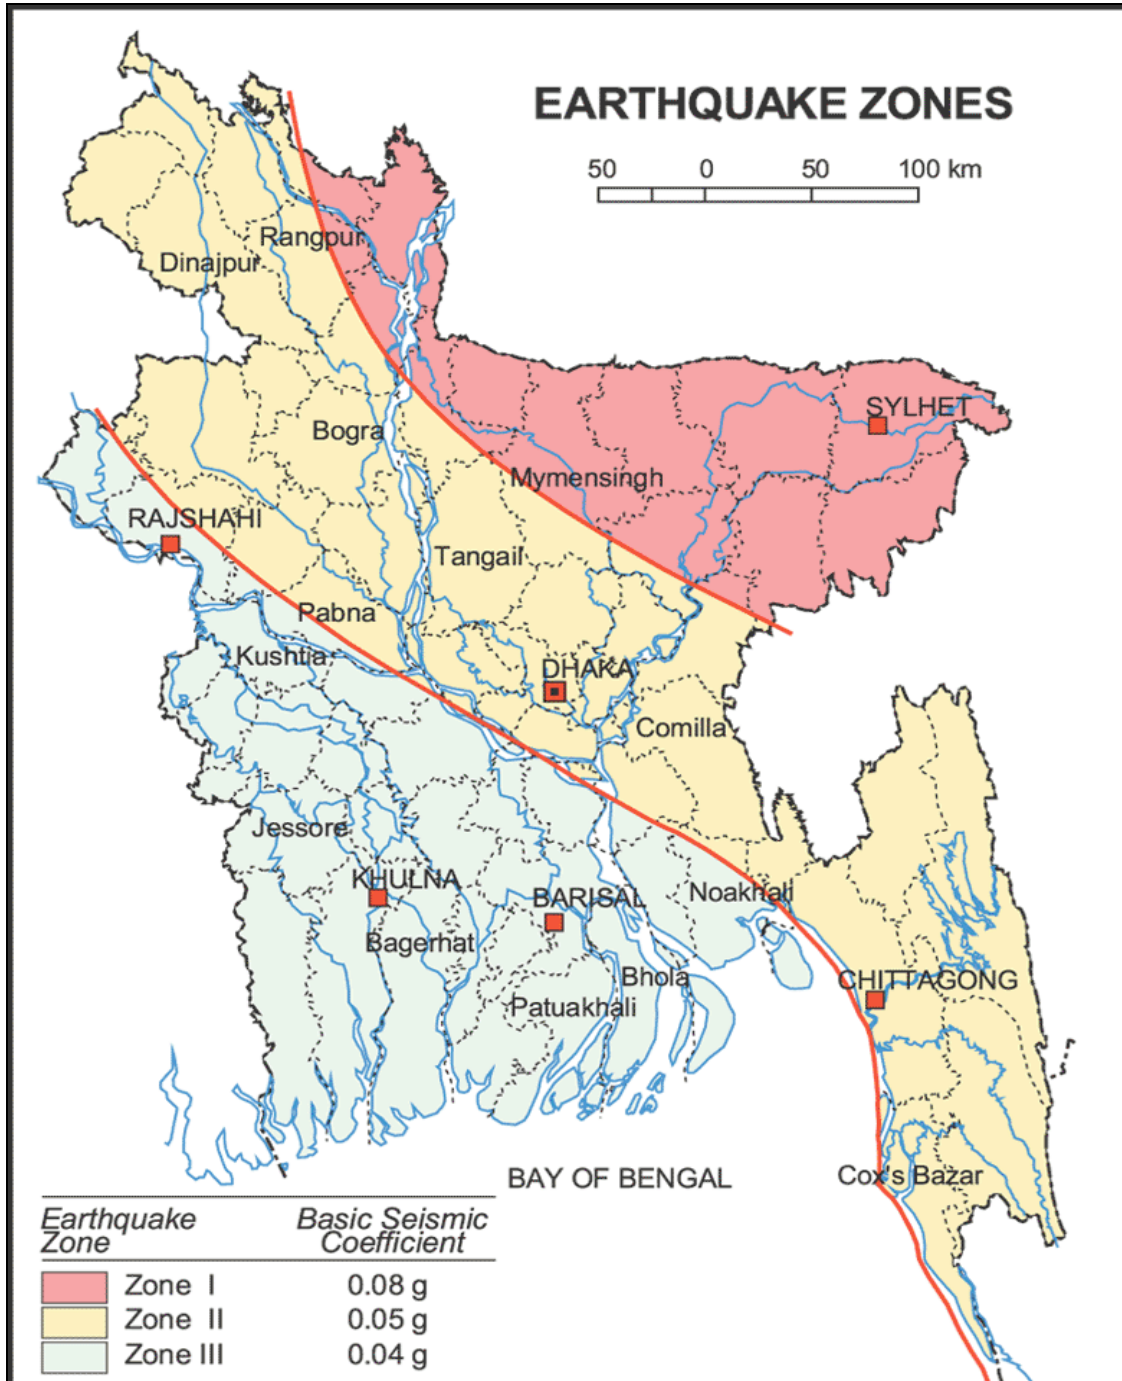 EARTHQUAKE ZONES
50 0 50 100 km
Rangpur
Dinajpur
SYLHET
Bogra
Mymensingh
RAJSHAHI
Tangail
Pabna
Kushtia
DHAKA
Comilla
Jessore
KHULNA
BARISAL
Noakhali
Bagerhat
Bhola
CHITTAGONG
Patuakhali
BAY OF BENGAL
Cox's Bazar
Earthquake Zone
Basic Seismic Coefficient
Zone I 0.08 g
Zone II 0.05 g
Zone III 0.04 g